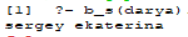 [1]  ?- b_s(darya).
sergey ekaterina